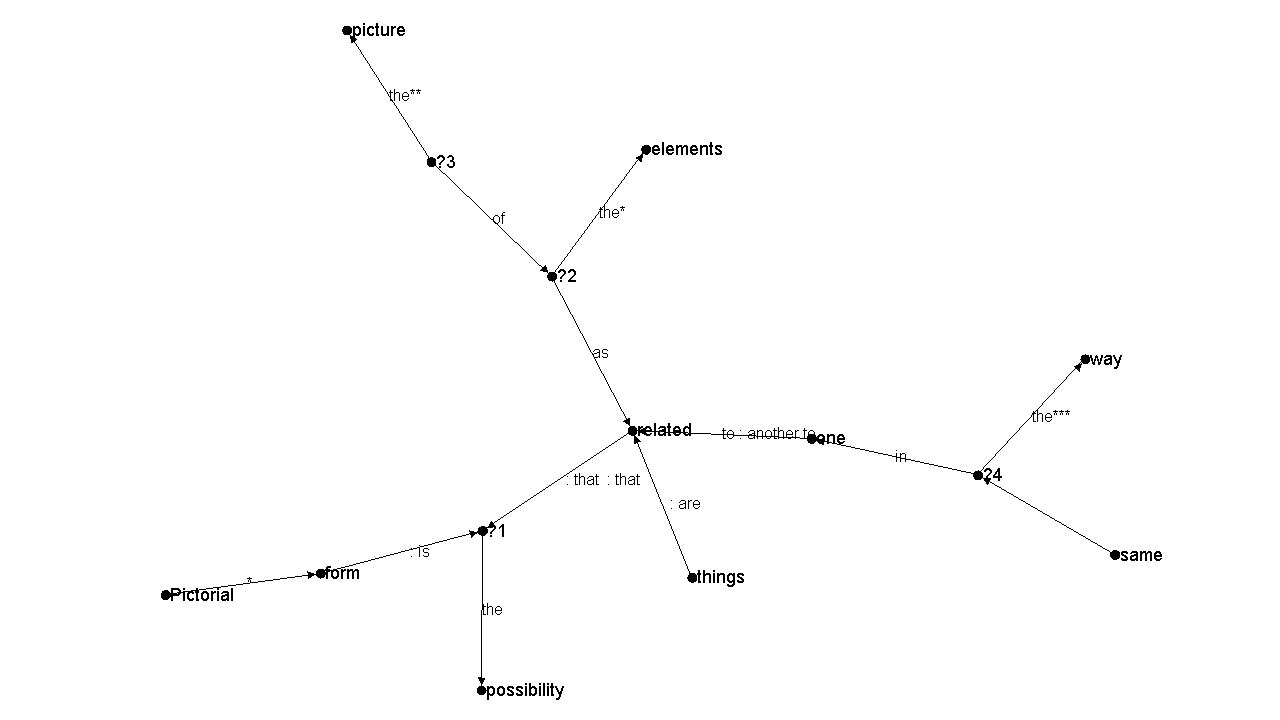 picture
the**
elements
?3
the*
of
?2
as
way
the***
related
to : another to
one
in
?4
: that : that
: are
?1
: is
same
form
things
*
Pictorial
the
possibility